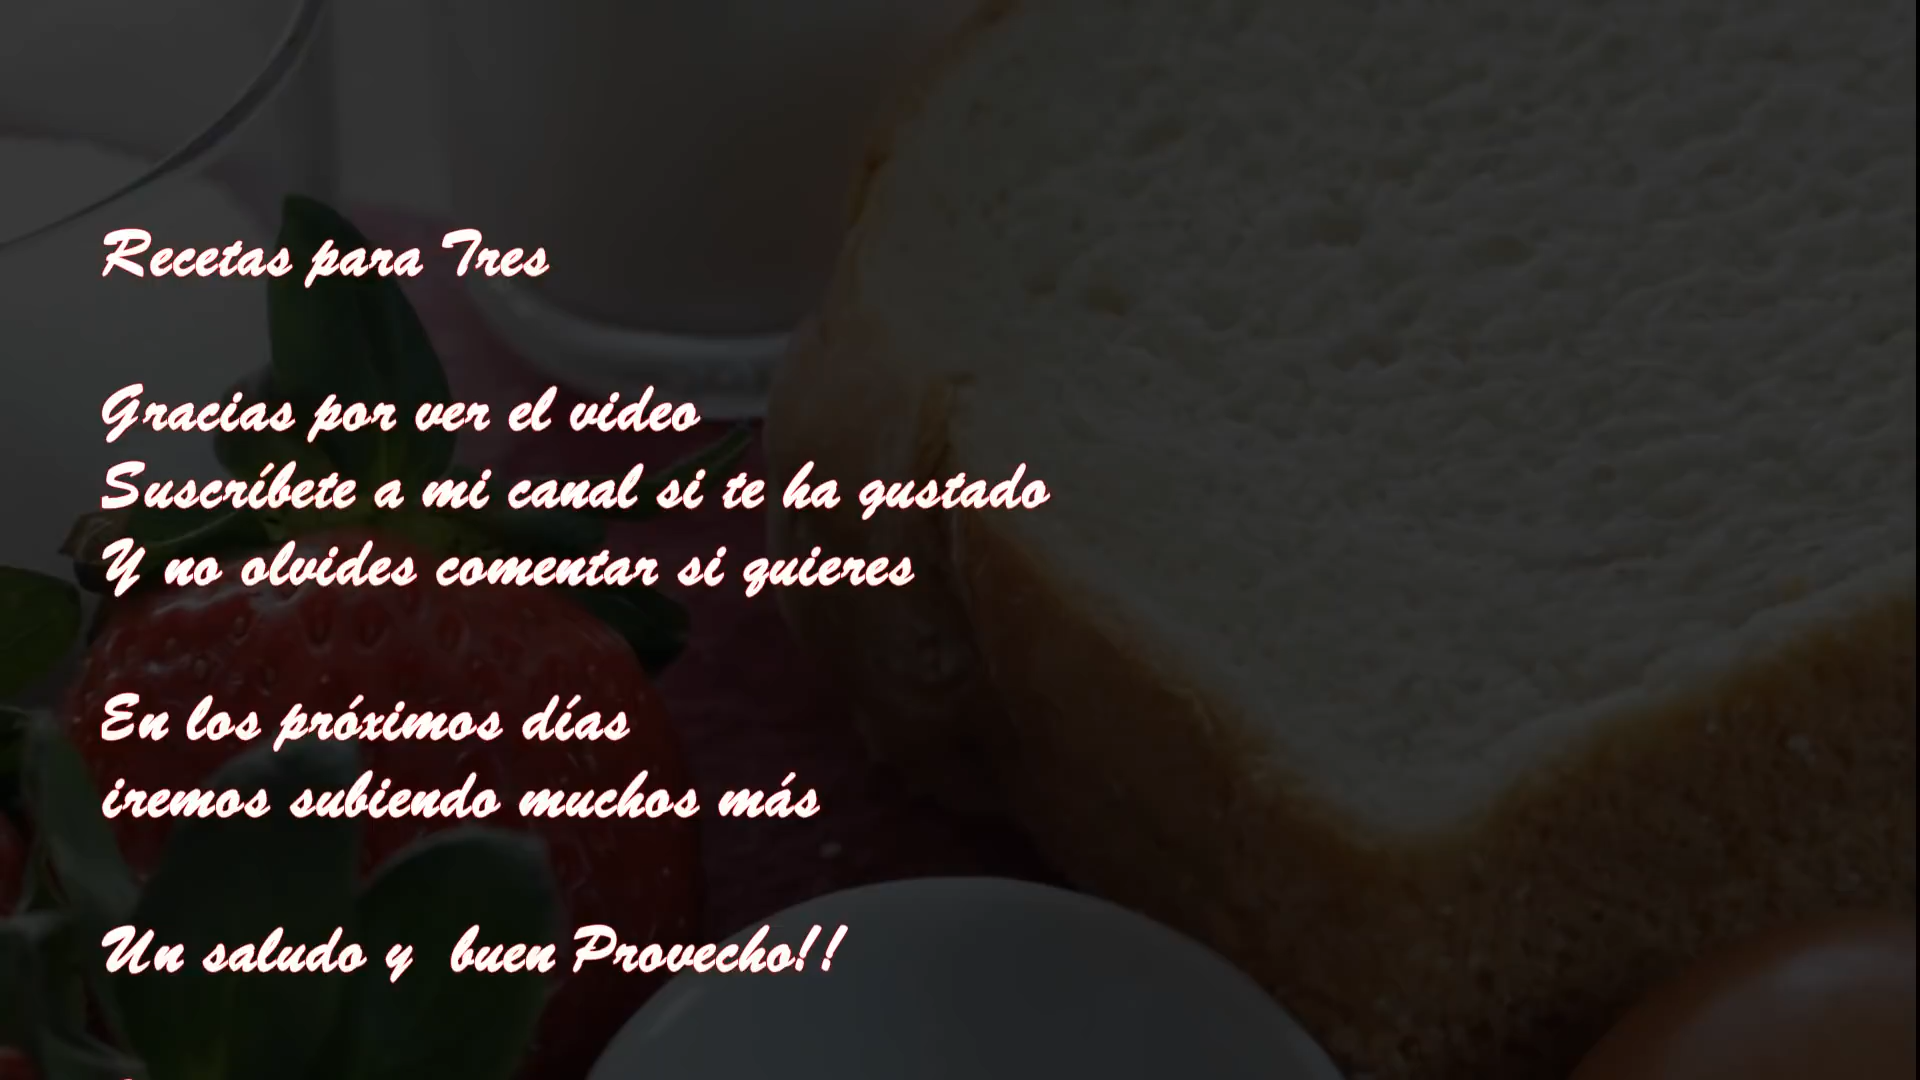 Recetas para Tres
Gracias por ver el video
Suscríbete a mi canal si te ha gustado
Y no olvides comentar si quieres
En los próximos días
iremos subiendo muchos más
Un saludo y  buen Provecho!!